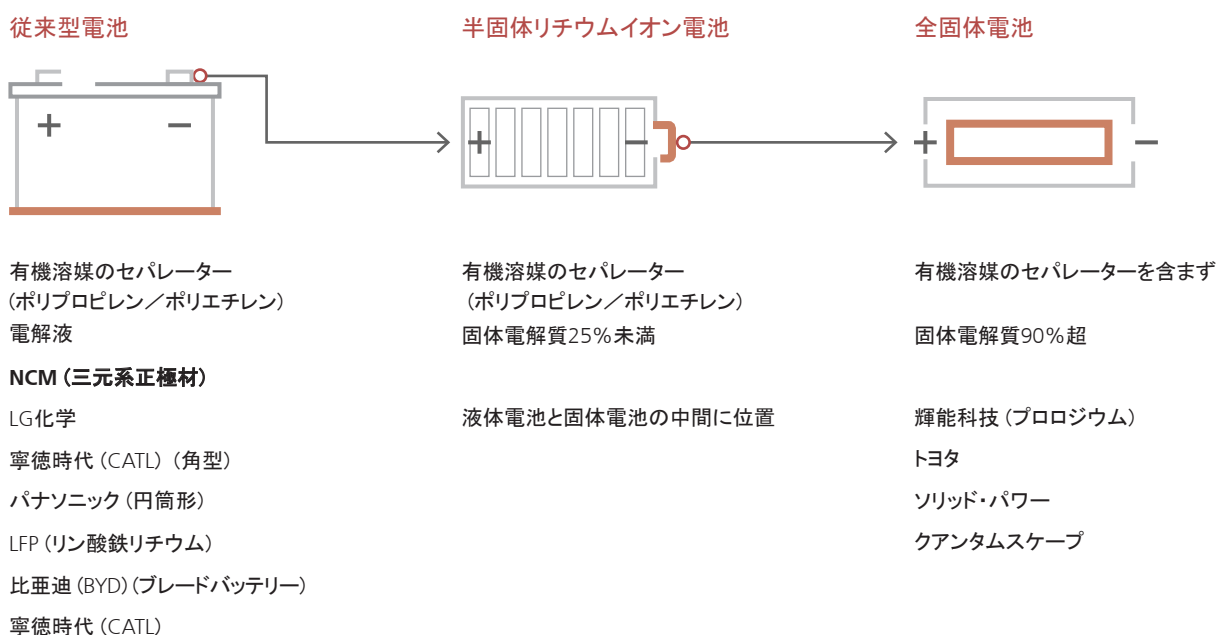 従来型電池
+
−
有機溶媒のセパレーター
(ポリプロピレン／ポリエチレン)
電解液
NCM (三元系正極材)
LG化学
寧徳時代 (CATL) (角型)
パナソニック (円筒形)
LFP (リン酸鉄リチウム)
比亜迪 (BYD) (ブレードバッテリー)
寧徳時代 (CATL)
半固体リチウムイオン電池
+
−
有機溶媒のセパレーター
(ポリプロピレン／ポリエチレン)
固体電解質25%未満
液体電池と固体電池の中間に位置
全固体電池
+
−
有機溶媒のセパレーターを含まず
固体電解質90%超
輝能科技 (プロロジウム)
トヨタ
ソリッド・パワー
クアンタムスケープ